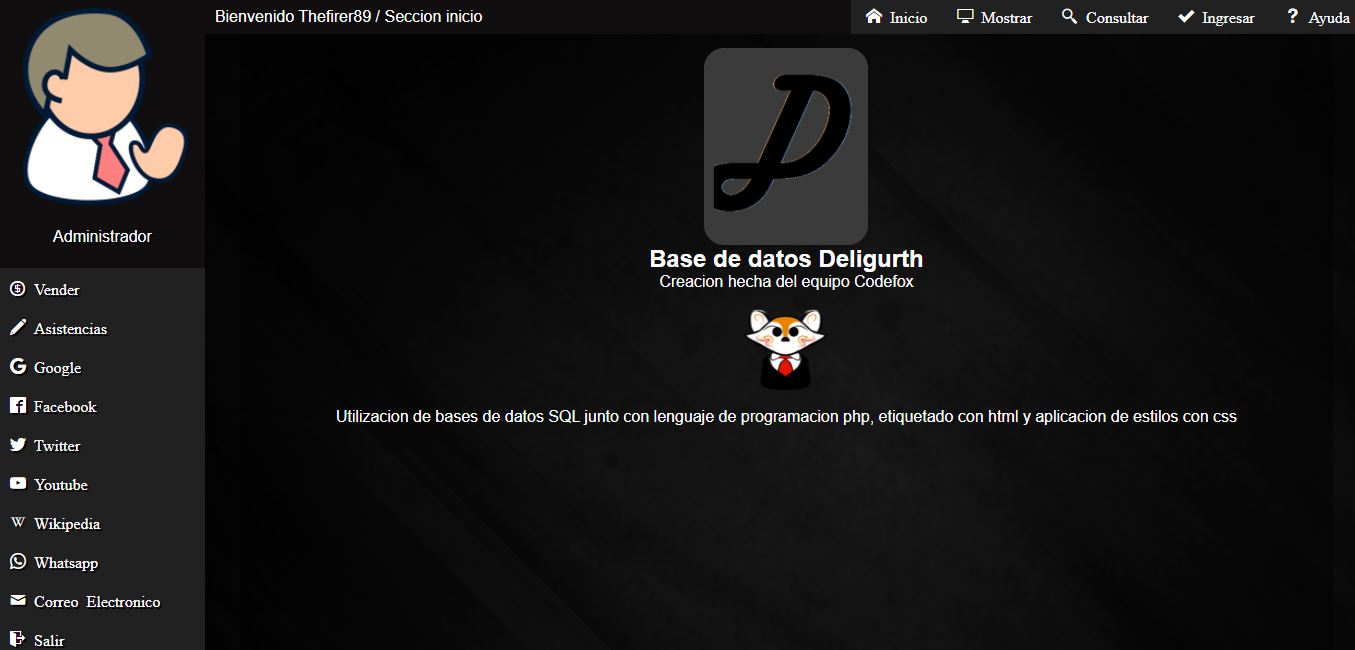 Bienvenido Thefirer89 / Seccion inicio
Inicio
Mostrar
Consultar
Ingresar
Ayuda
Administrador
Vender
Asistencias
Google
Facebook
Twitter
Youtube
Wikipedia
Whatsapp
Correo Electronico
Salir
D
Base de datos Deligurth
Creacion hecha del equipo Codefox
Utilizacion de bases de datos SQL junto con lenguaje de programacion php, etiquetado con html y aplicacion de estilos con css